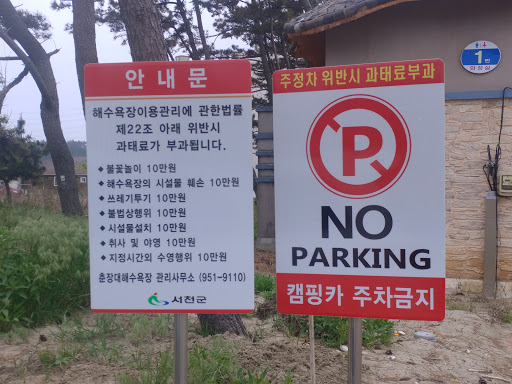 안내문
해수욕장이용관리에 관한법률
제22조 아래 위반시
과태료가 부과됩니다.
◆ 불꽃놀이 10만원
◆ 해수욕장의 시설물 훼손 10만원
◆ 쓰레기투기 10만원
◆ 불법상행위 10만원
◆ 시설물설치 10만원
◆ 취사 및 야영 10만원
◆ 지정시간외 수영행위 10만원
춘장대해수욕장 관리사무소 (951-9110)
서천군
주정차 위반시 과태료부과
P
NO
PARKING
캠핑카 주차금지
1번
화장실